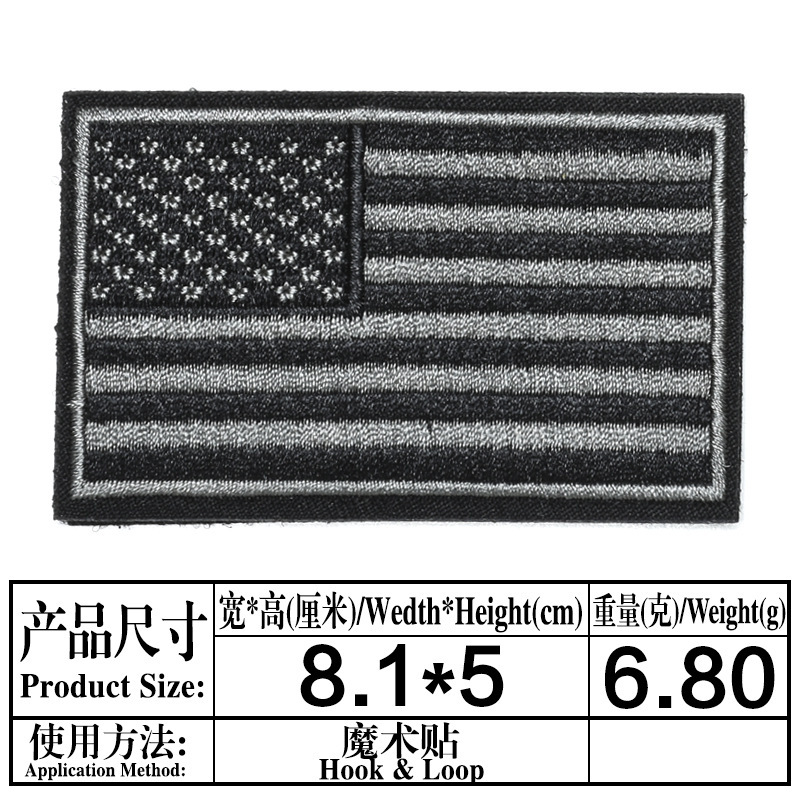 产品尺寸
Product Size:
宽*高(厘米)/Wedth*Height(cm)
重量(克)/Weight(g)
8.1*5
6.80
使用方法:
Application Method:
魔术贴
Hook & Loop